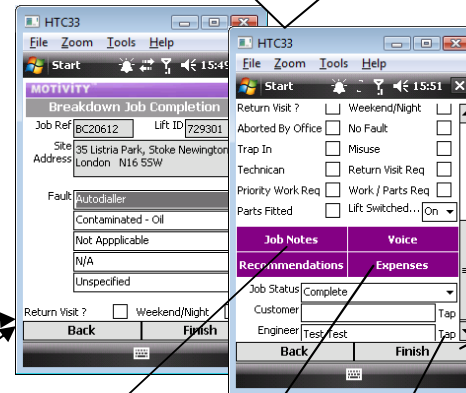 HTC33
File Zoom Tools Help
Start 15:49
MOTIVITY
Breakdown Job Completion
Job Ref BC20612 Lift ID 729301
Site Address 35 Listria Park, Stoke Newington
London N16 5SW
Fault Autodialler
Contaminated - Oil
Not Appplicable
N/A
Unspecified
Return Visit ? Weekend/Night
Back Finish
HTC33
File Zoom Tools Help
Start 15:51
Return Visit ? Weekend/Night
Aborted By Office No Fault
Trap In Misuse
Technican Return Visit Req
Priority Work Req Work / Parts Req
Parts Fitted Lift Switched... On
Job Notes Voice
Recommendations Expenses
Job Status Complete
Customer Tap
Engineer Test Test Tap
Back Finish